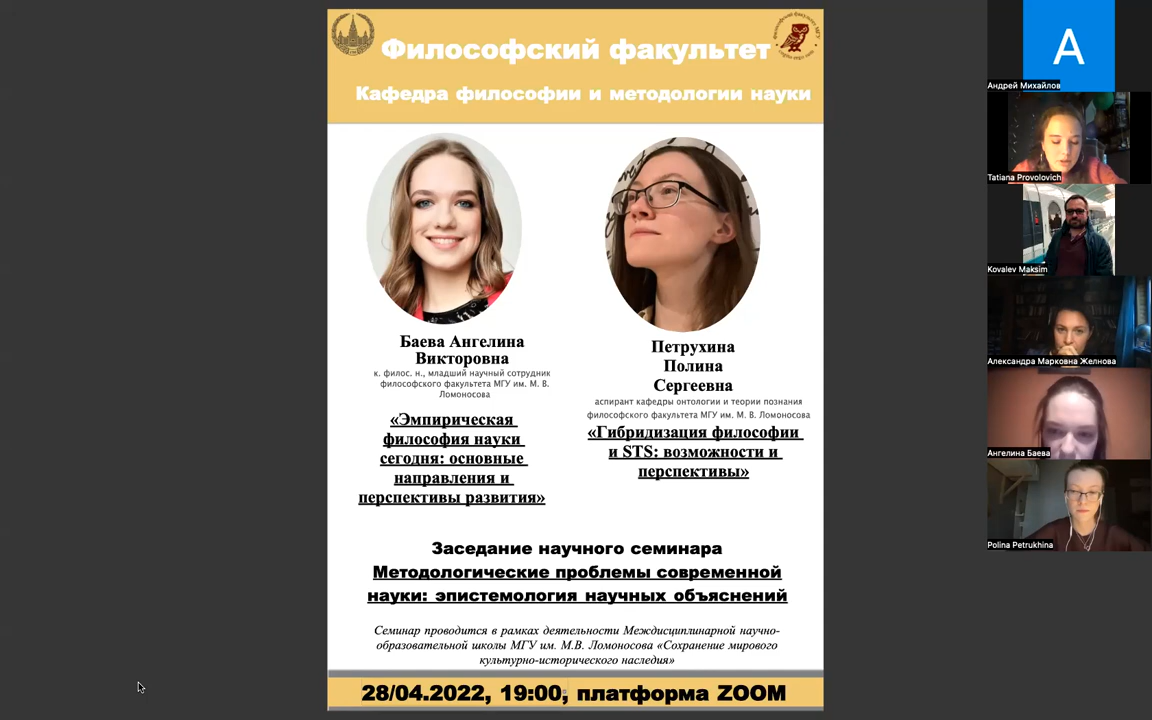 Философский факультет
Кафедра философии и методологии науки
Баева Ангелина
Викторовна
к. филос. н., младший научный сотрудник
философского факультета МГУ им. М. В.
Ломоносова
«Эмпирическая
философия науки
сегодня: основные
направления и
перспективы развития»
Петрухина
Полина
Сергеевна
аспирант кафедры онтологии и теории познания
философского факультета МГУ им. М. В. Ломоносова
«Гибридизация философии
и STS: возможности и
перспективы»
Заседание научного семинара
Методологические проблемы современной
науки: эпистемология научных объяснений
Семинар проводится в рамках деятельности Междисциплинарной научно-
образовательной школы МГУ им. М.В. Ломоносова «Сохранение мирового
культурно-исторического наследия»
28/04.2022, 19:00, платформа ZOOM
А
Андрей Михайлов
Tatiana Provolovich
Kovalev Maksim
Александра Марковна Желнова
Ангелина Баева
Polina Petrukhina